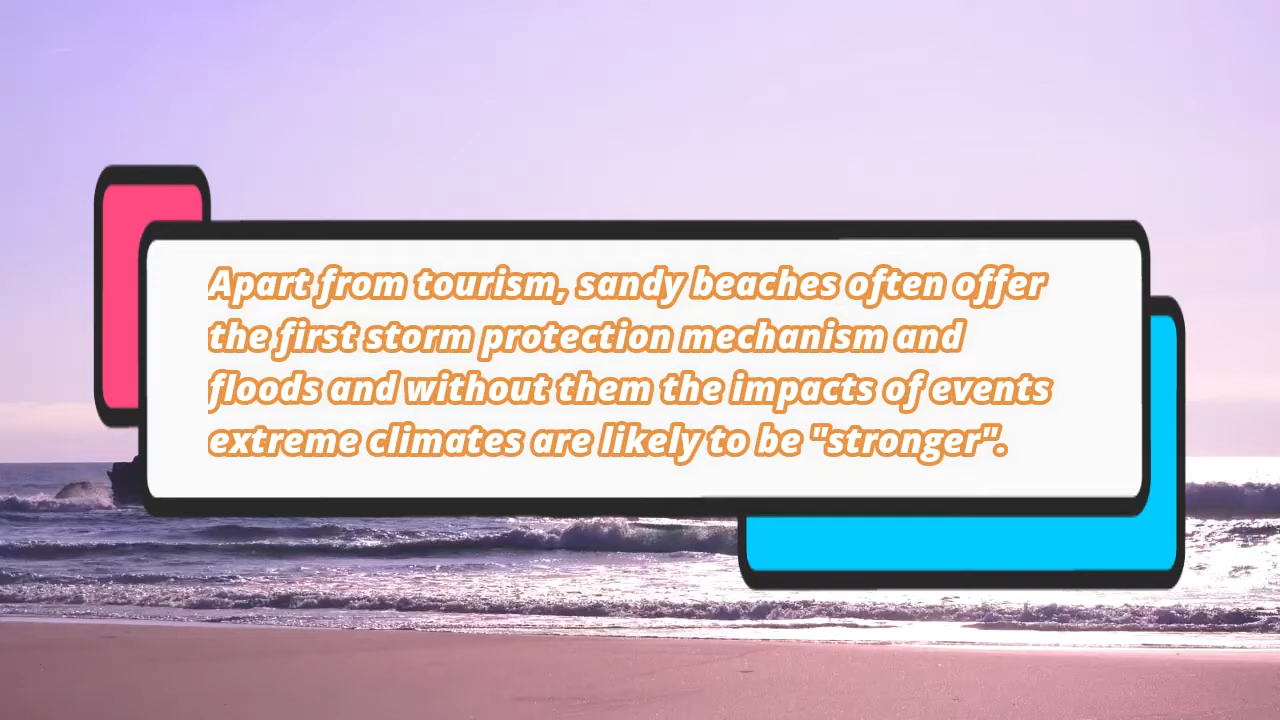 Apart from tourism, sandy beaches often offer
the first storm protection mechanism and
floods and without them the impacts of events
extreme climates are likely to be "stronger".